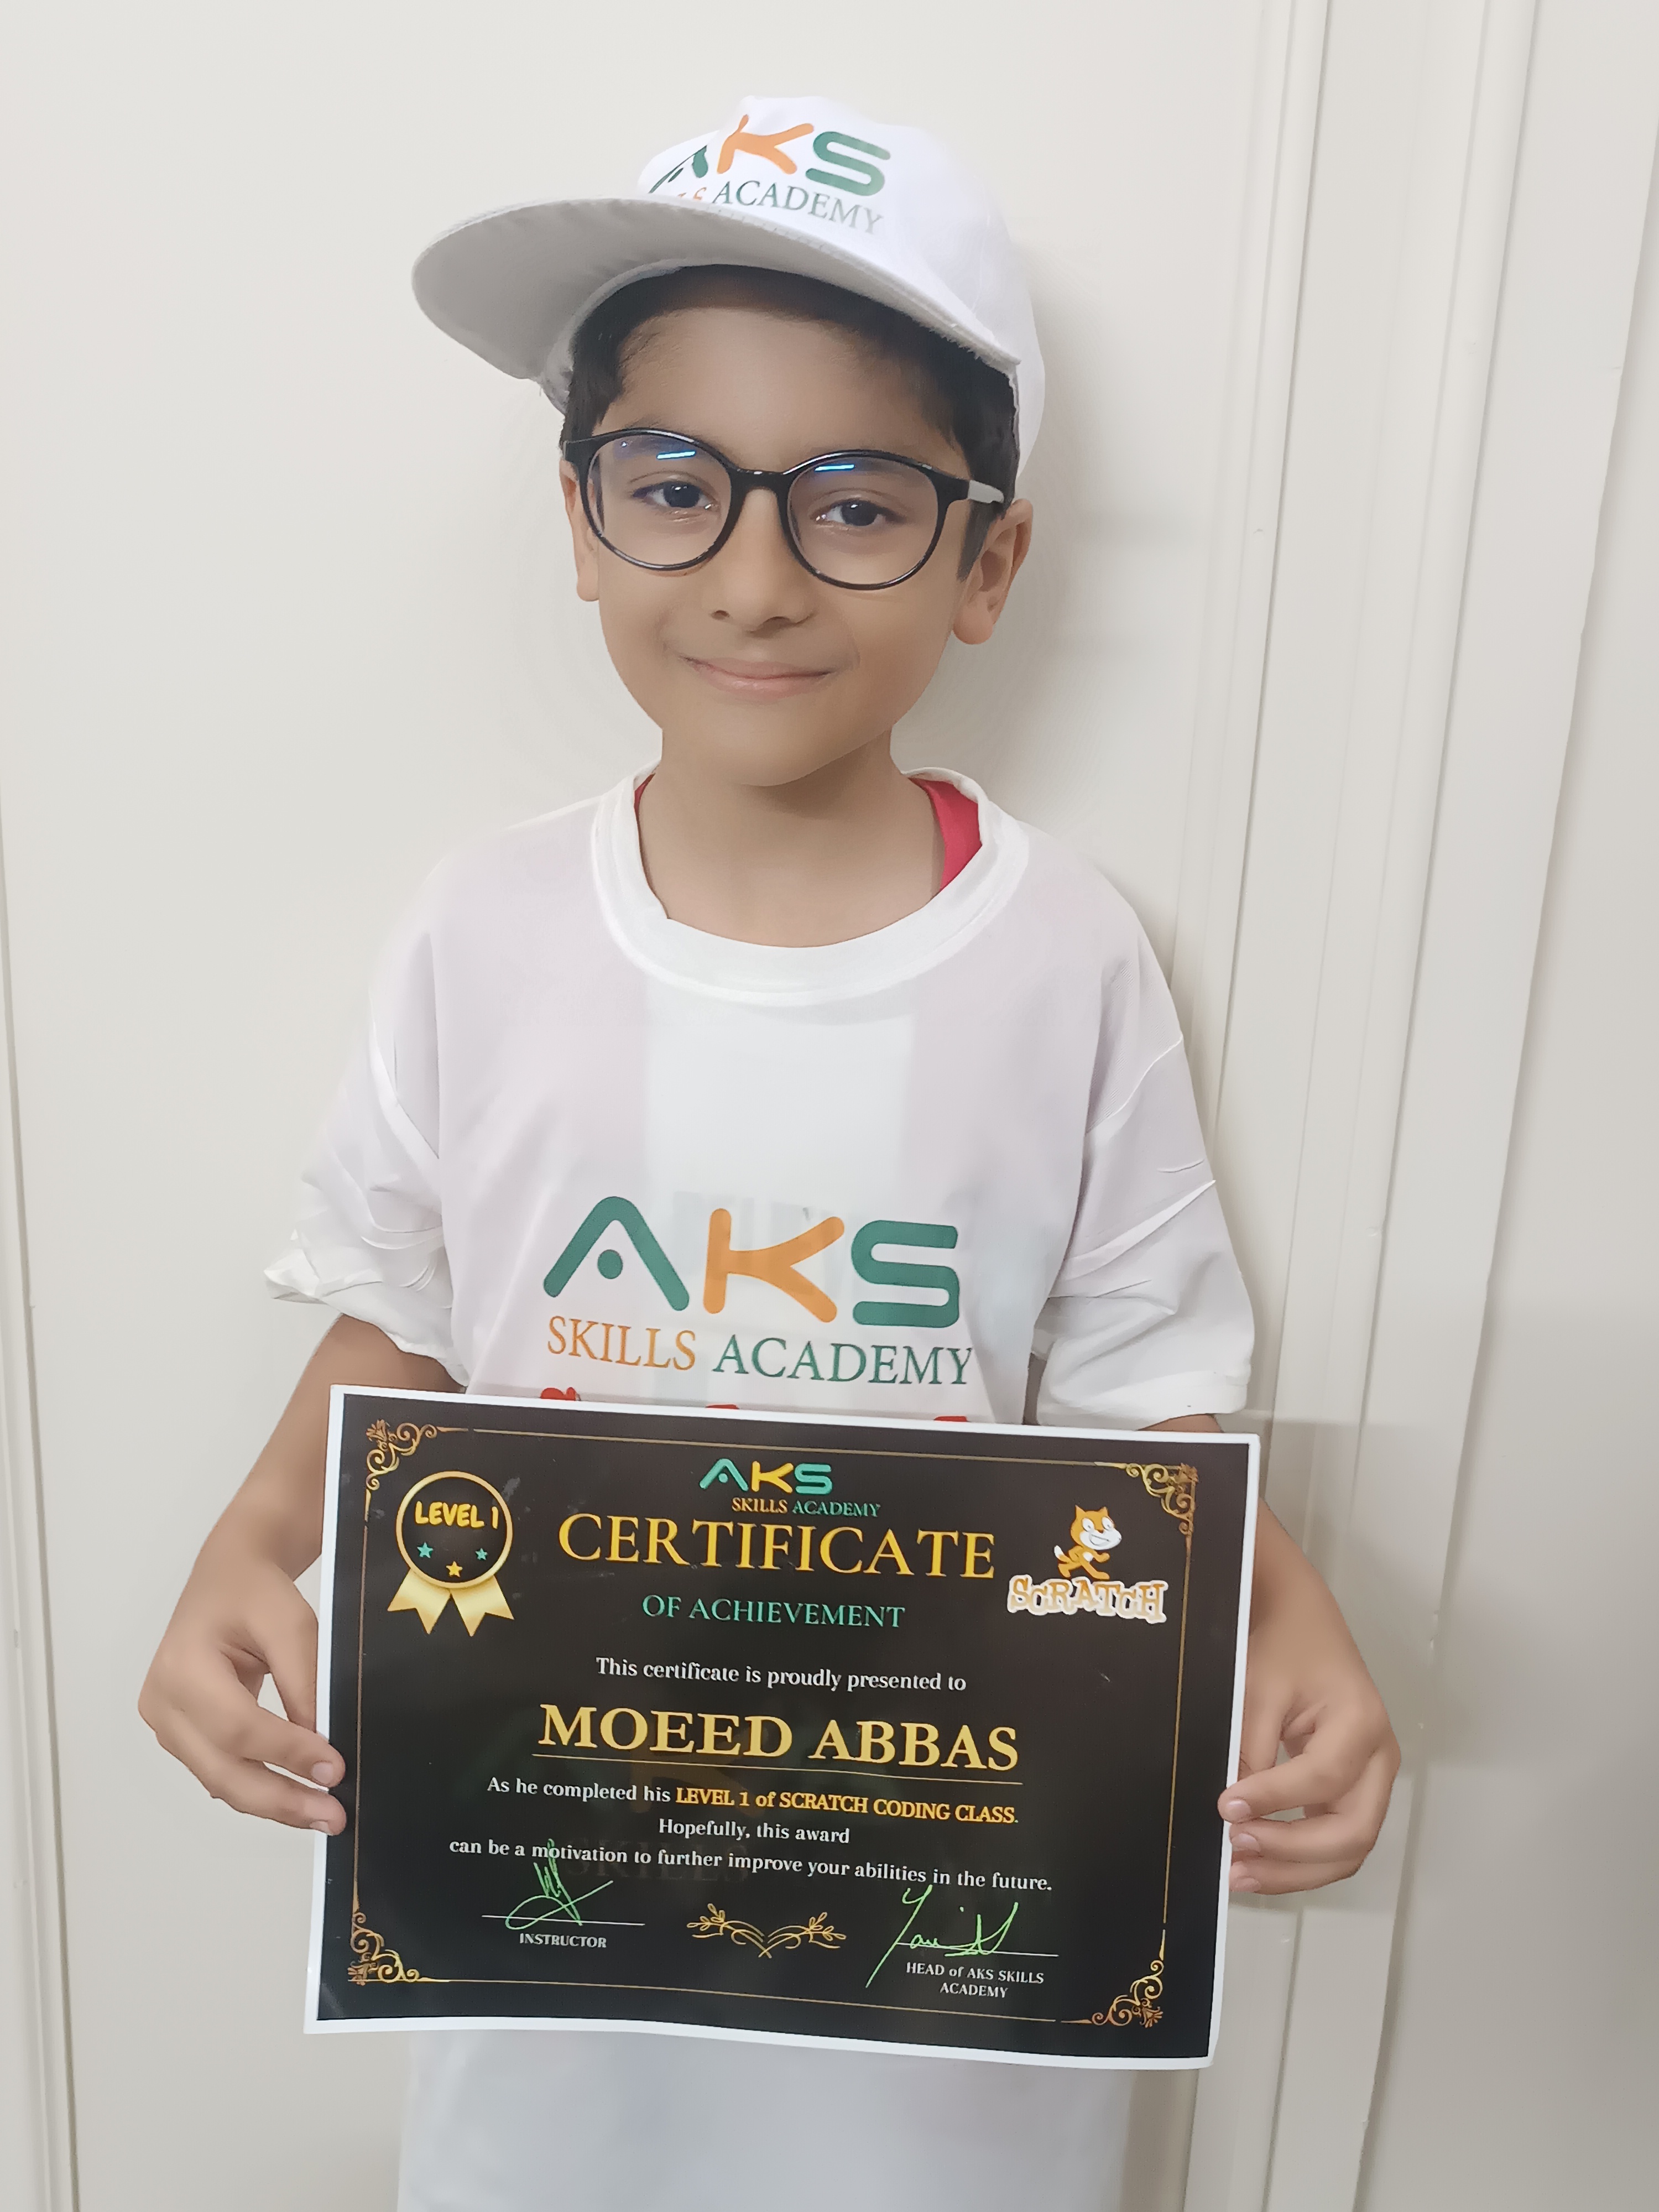 AKS
ACADEMY
AKS
SKILLS ACADEMY
AKS
SKILLS ACADEMY
LEVEL 1
CERTIFICATE
SCRATCH
OF ACHIEVEMENT
This certificate is proudly presented to
MOEED ABBAS
As he completed his LEVEL 1 of SCRATCH CODING CLASS.
Hopefully, this award
can be a motivation to further improve your abilities in the future.
INSTRUCTOR
HEAD of AKS SKILLS
ACADEMY